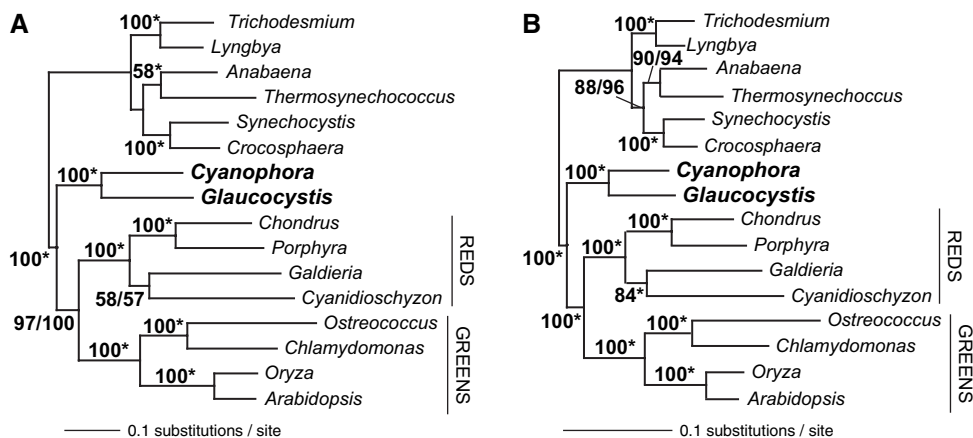 A
100*
Trichodesmium
Lyngbya
58*
Anabaena
Thermosynechococcus
Synechocystis
100*
Crocosphaera
100*
Cyanophora
Glaucocystis
100*
100*
Chondrus
100*
Porphyra
Galdieria
58/57
Cyanidioschyzon
REDS
97/100
100*
Ostreococcus
100*
Chlamydomonas
100*
Oryza
Arabidopsis
GREENS
0.1 substitutions / site
B
100*
Trichodesmium
Lyngbya
90/94
88/96
Anabaena
Thermosynechococcus
Synechocystis
100*
Crocosphaera
100*
Cyanophora
Glaucocystis
100*
100*
Chondrus
100*
Porphyra
Galdieria
84*
Cyanidioschyzon
REDS
100*
100*
Ostreococcus
100*
Chlamydomonas
100*
Oryza
Arabidopsis
GREENS
0.1 substitutions / site